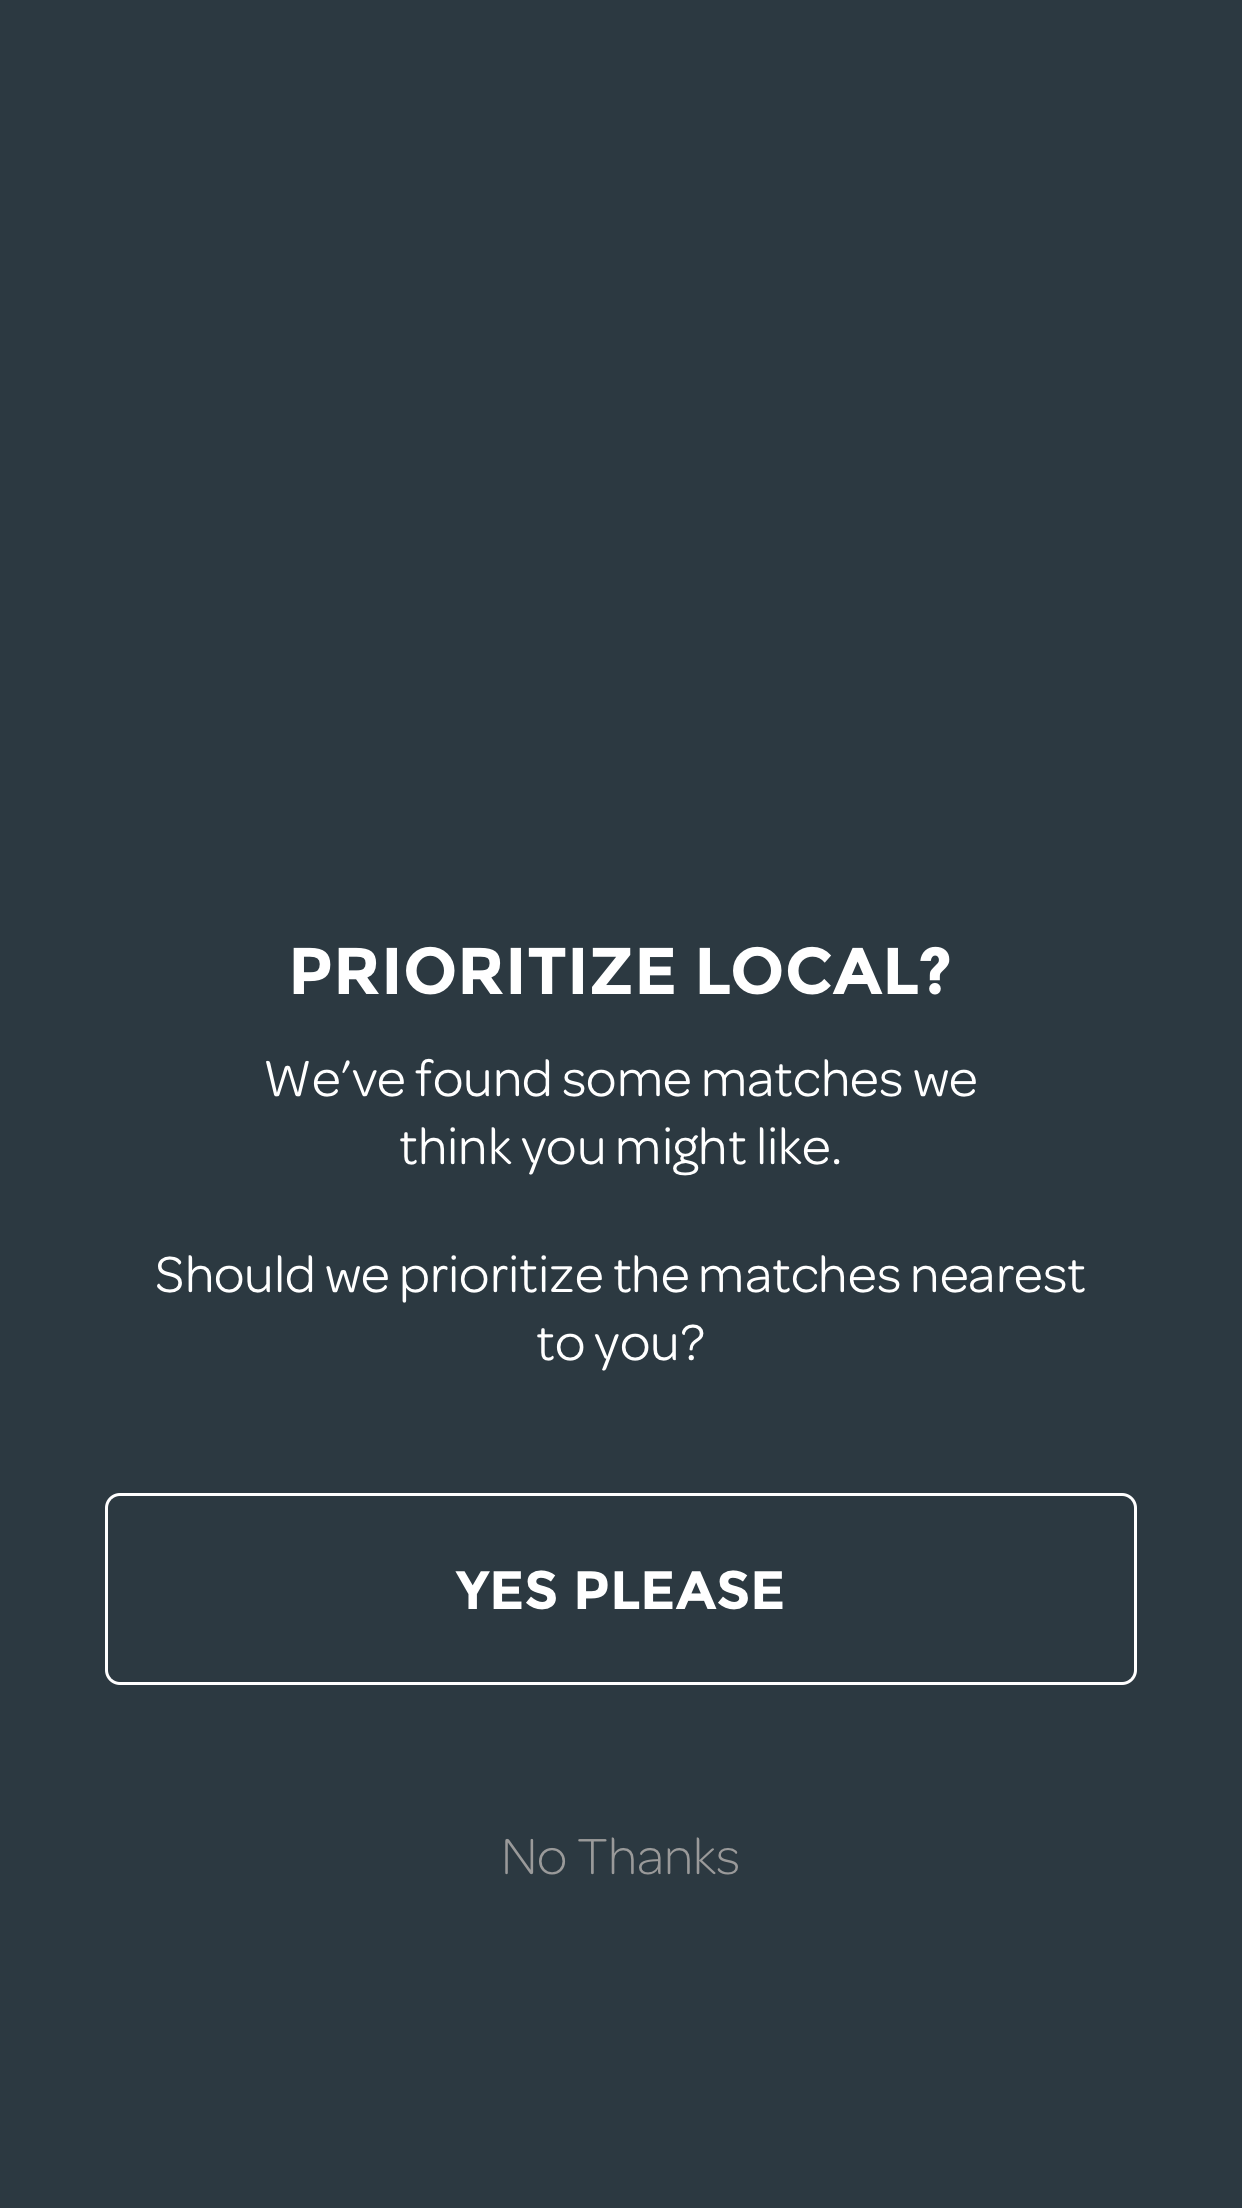 PRIORITIZE LOCAL?
We've found some matches we
think you might like.
Should we prioritize the matches nearest
to you?
YES PLEASE
No Thanks